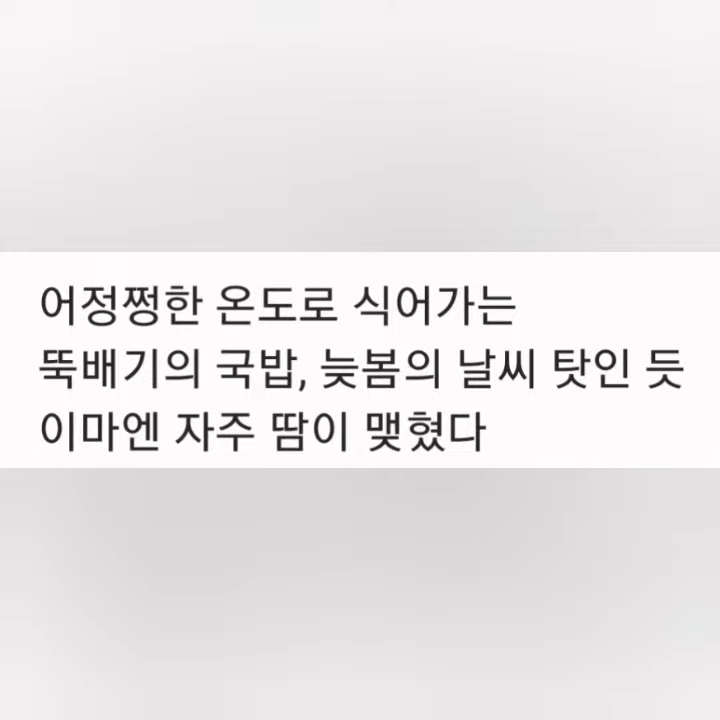 어정쩡한 온도로 식어가는
뚝배기의 국밥, 늦봄의 날씨 탓인 듯
이마엔 자주 땀이 맺혔다